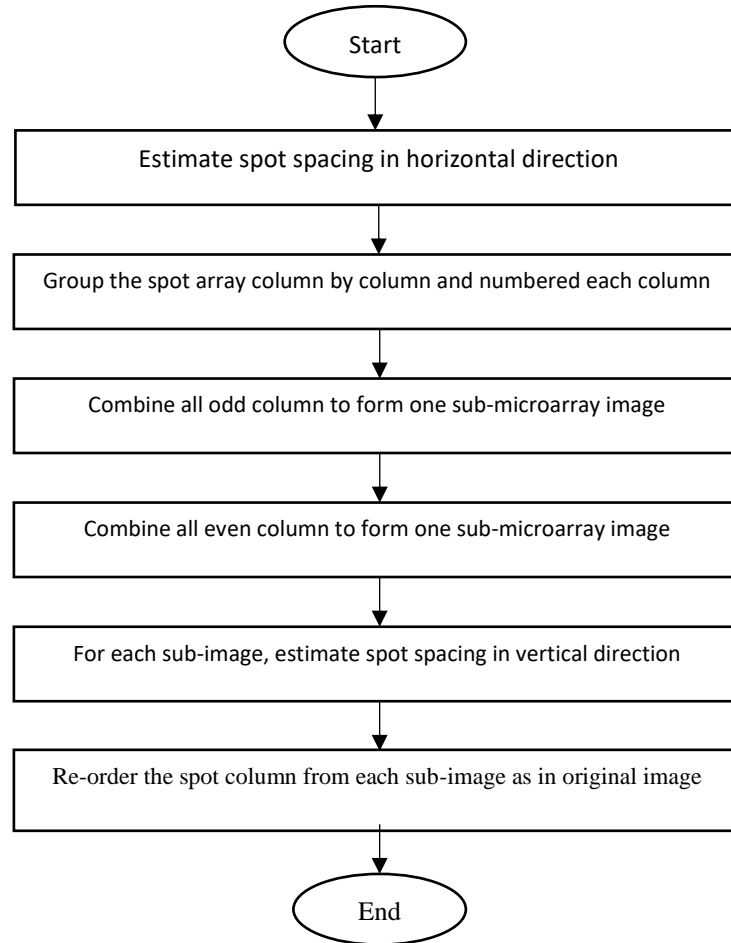 Start
Estimate spot spacing in horizontal direction
Group the spot array column by column and numbered each column
Combine all odd column to form one sub-microarray image
Combine all even column to form one sub-microarray image
For each sub-image, estimate spot spacing in vertical direction
Re-order the spot column from each sub-image as in original image
End